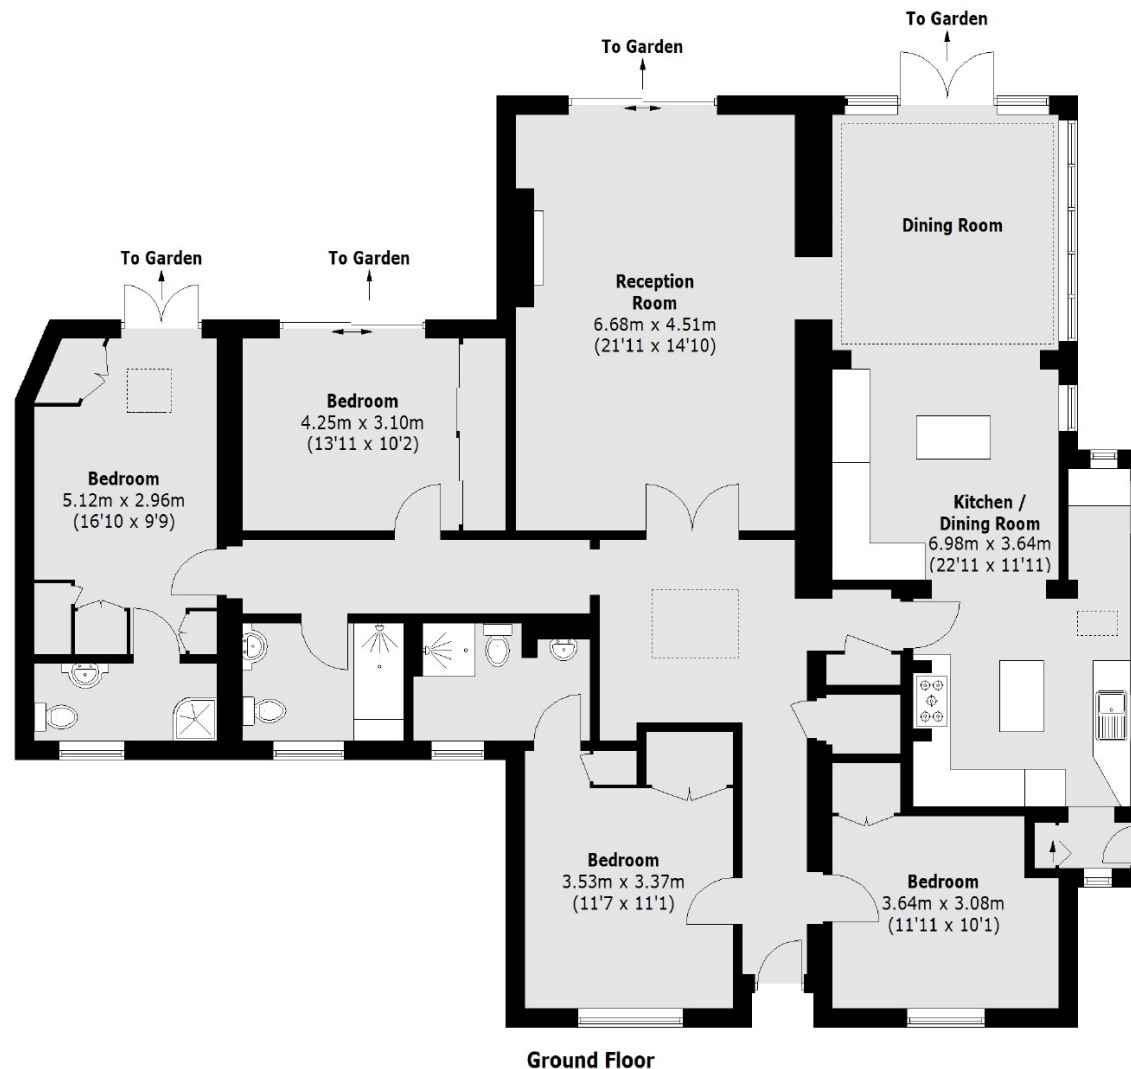 To Garden
To Garden
Dining Room
To Garden
To Garden
Reception
Room
6.68m x 4.51m
(21'11 x 14'10)
Bedroom
4.25m x 3.10m
(13'11 x 10'2)
Bedroom
5.12m x 2.96m
(16'10 x 9'9)
Kitchen /
Dining Room
6.98m x 3.64m
(22'11 x 11'11)
Bedroom
3.53m x 3.37m
(11'7 x 11'1)
Bedroom
3.64m x 3.08m
(11'11 x 10'1)
Ground Floor